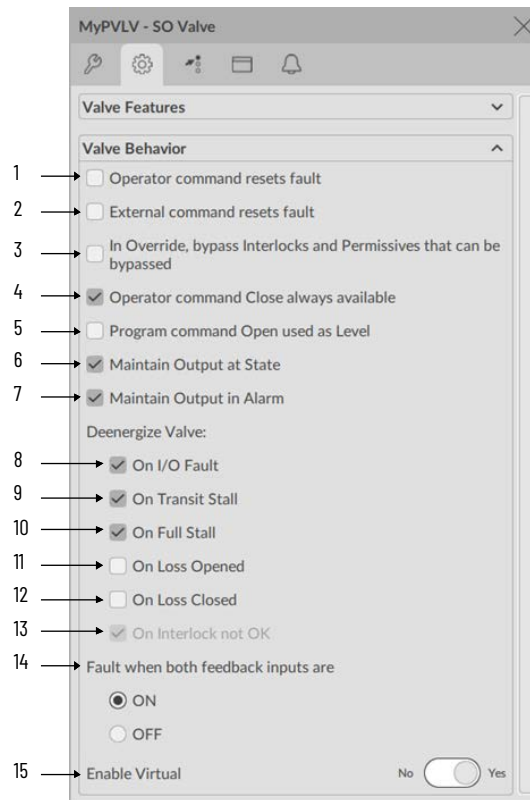 MyPVLV - SO Valve
Valve Features
Valve Behavior
1 Operator command resets fault
2 External command resets fault
3 In Override, bypass Interlocks and Permissives that can be
bypassed
4 Operator command Close always available
5 Program command Open used as Level
6 Maintain Output at State
7 Maintain Output in Alarm
Deenergize Valve:
8 On I/O Fault
9 On Transit Stall
10 On Full Stall
11 On Loss Opened
12 On Loss Closed
13 On Interlock not OK
14 Fault when both feedback inputs are
ON
OFF
15 Enable Virtual No Yes